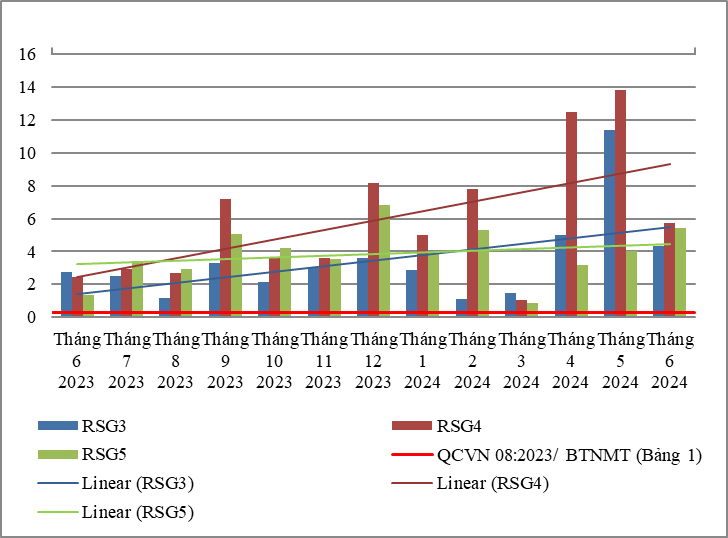 16
14
12
10
8
6
4
2
0
Tháng Tháng Tháng Tháng Tháng Tháng Tháng Tháng Tháng Tháng Tháng Tháng Tháng
6 7 8 9 10 11 12 1 2 3 4 5 6
2023 2023 2023 2023 2023 2023 2023 2024 2024 2024 2024 2024 2024
RSG3 RSG4
RSG5 QCVN 08:2023/ BTNMT (Bảng 1)
Linear (RSG3) Linear (RSG4)
Linear (RSG5)